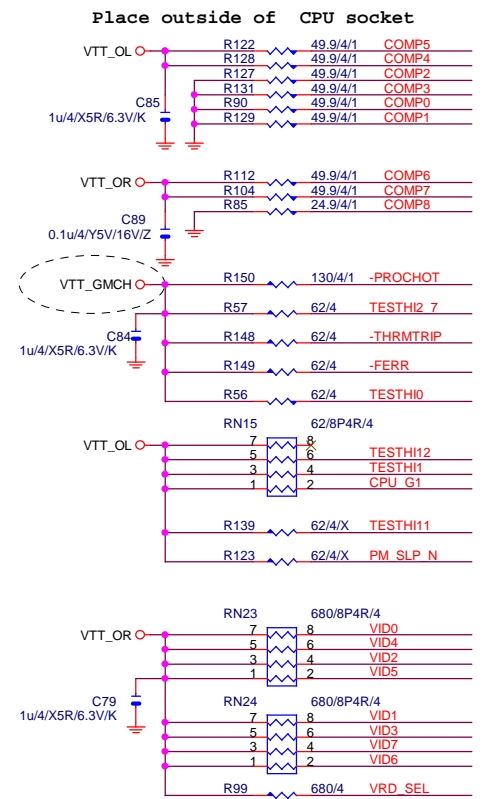 Place outside of CPU socket
R122 49.9/4/1 COMP5
VTT_OL
R128 49.9/4/1 COMP4
R127 49.9/4/1 COMP2
R131 49.9/4/1 COMP3
C85
R90 49.9/4/1 COMP0
1u/4/X5R/6.3V/K
R129 49.9/4/1 COMP1
R112 49.9/4/1 COMP6
VTT_OR
R104 49.9/4/1 COMP7
R85 24.9/4/1 COMP8
C89
0.1u/4/Y5V/16V/Z
R150 130/4/1 -PROCHOT
VTT_GMCH
R57 62/4 TESTHI2_7
C84
R148 62/4 -THRMTRIP
1u/4/X5R/6.3V/K
R149 62/4 -FERR
R56 62/4 TESTHI0
RN15 62/8P4R/4
VTT_OL
7 8
5 6 TESTHI12
3 4 TESTHI1
1 2 CPU_G1
R139 62/4/X TESTHI11
R123 62/4/X PM_SLP_N
RN23 680/8P4R/4
VTT_OR
7 8 VID0
5 6 VID4
3 4 VID2
1 2 VID5
C79
RN24 680/8P4R/4
1u/4/X5R/6.3V/K
7 8 VID1
5 6 VID3
3 4 VID7
1 2 VID6
R99 680/4 VRD_SEL